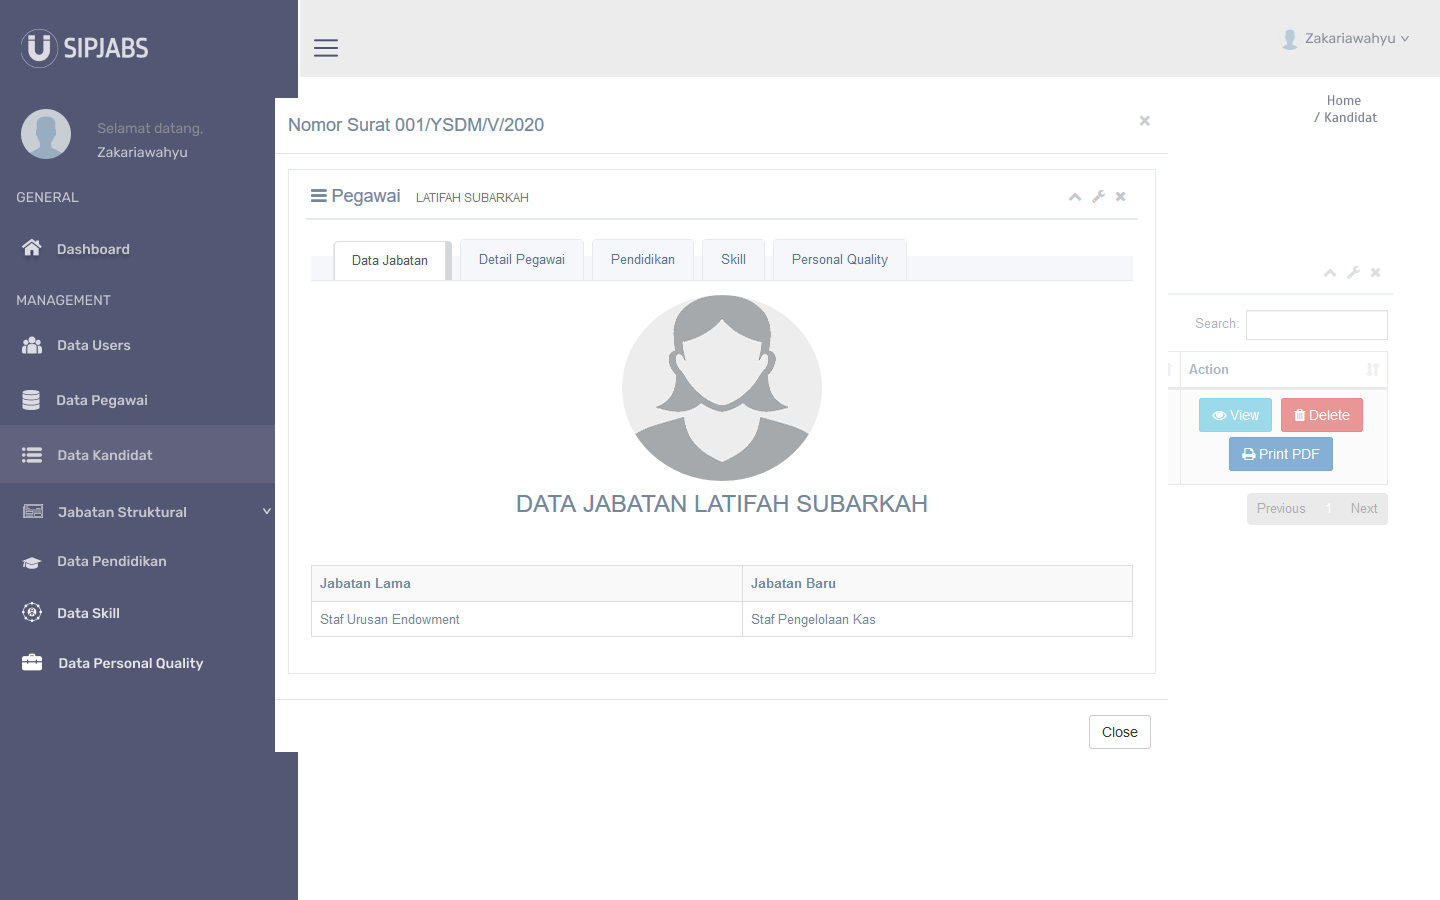 SIPJABS
Zakariawahyu
Home
/ Kandidat
Selamat datang,
Zakariawahyu
GENERAL
Dashboard
MANAGEMENT
Data Users
Data Pegawai
Data Kandidat
Jabatan Struktural
Data Pendidikan
Data Skill
Data Personal Quality
Nomor Surat 001/YSDM/V/2020
Pegawai LATIFAH SUBARKAH
Data Jabatan Detail Pegawai Pendidikan Skill Personal Quality
DATA JABATAN LATIFAH SUBARKAH
Jabatan Lama Jabatan Baru
Staf Urusan Endowment Staf Pengelolaan Kas
Close
Search:
Action
View Delete
Print PDF
Previous 1 Next